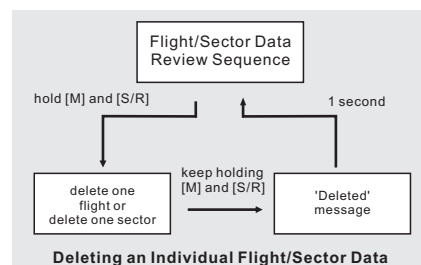 Flight/Sector Data
Review Sequence
hold [M] and [S/R]
1 second
delete one
flight or
delete one sector
keep holding
[M] and [S/R]
'Deleted'
message
Deleting an Individual Flight/Sector Data